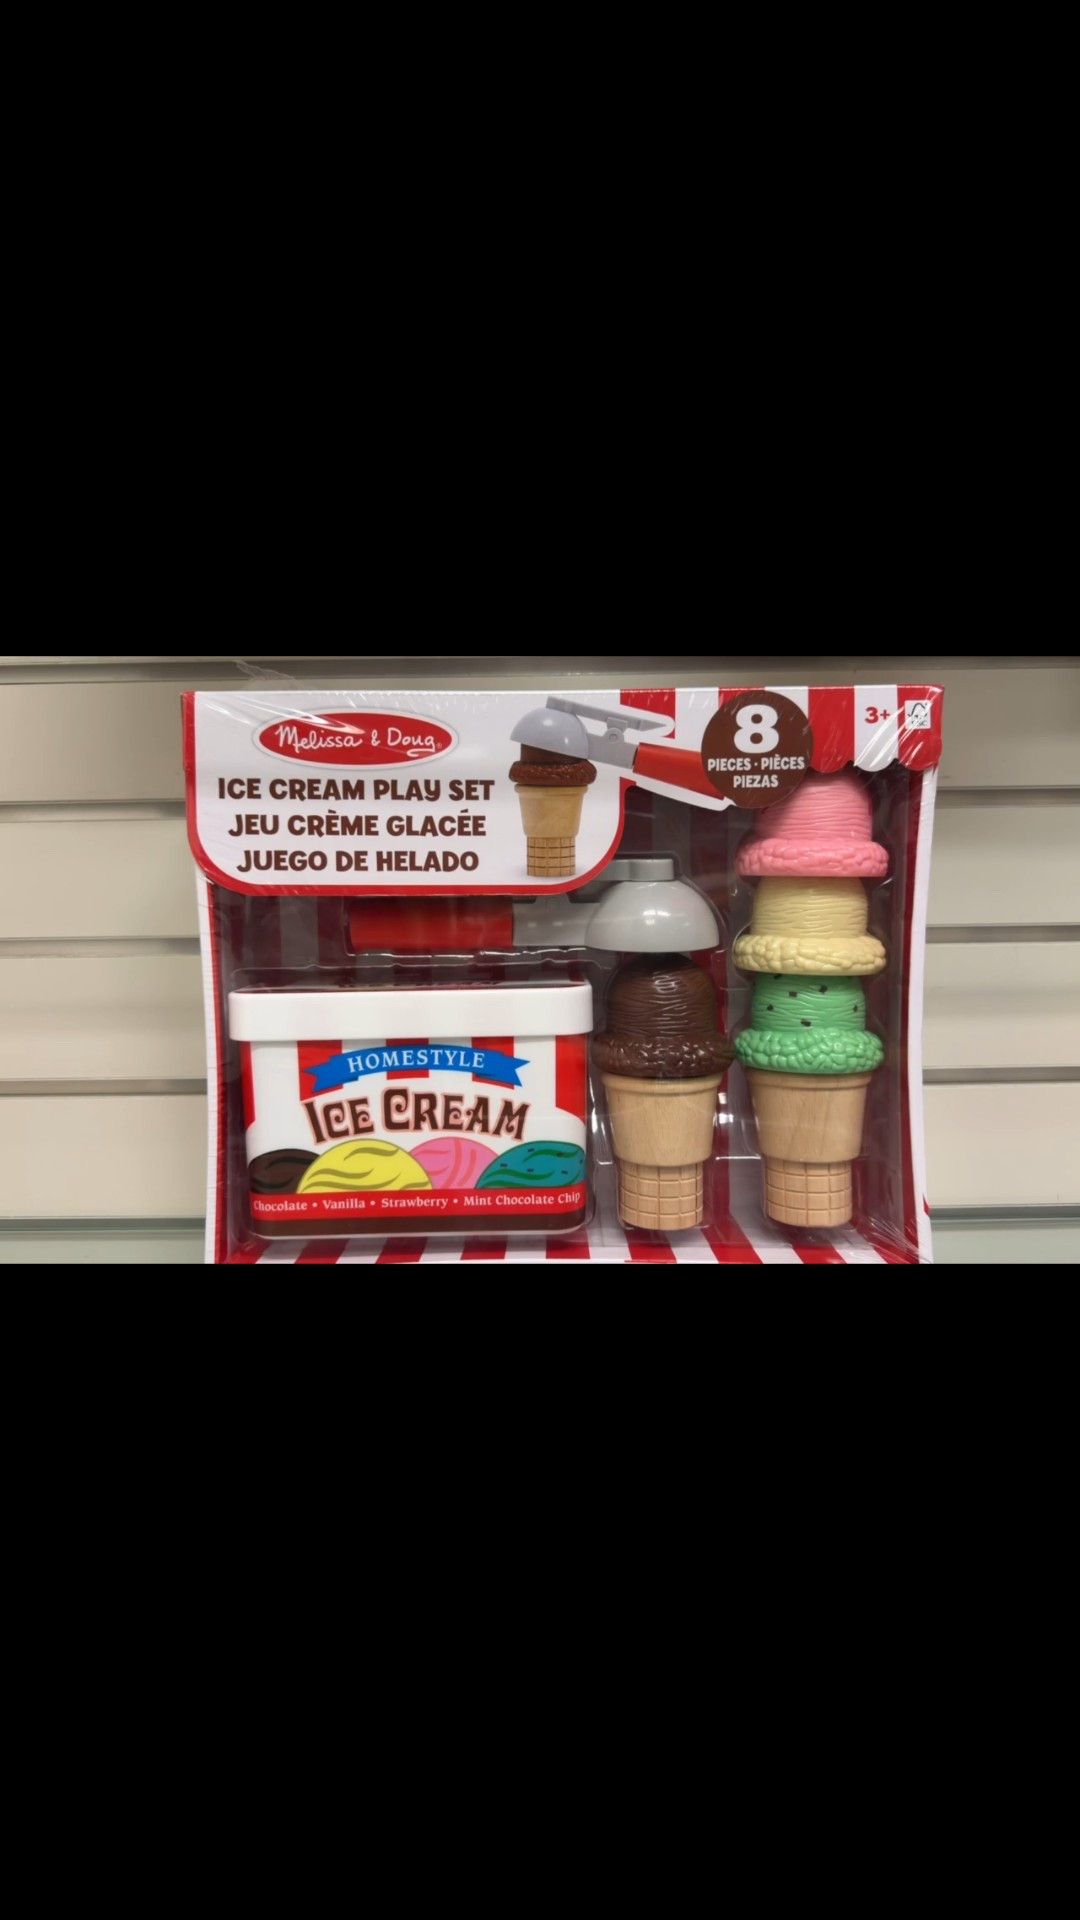 Melissa & Doug
ICE CREAM PLAY SET
JEU CRÈME GLACÉE
JUEGO DE HELADO
8
PIECES · PIÈCES
PIEZAS
3+
HOMESTYLE
ICE CREAM
Chocolate • Vanilla • Strawberry • Mint Chocolate Chip